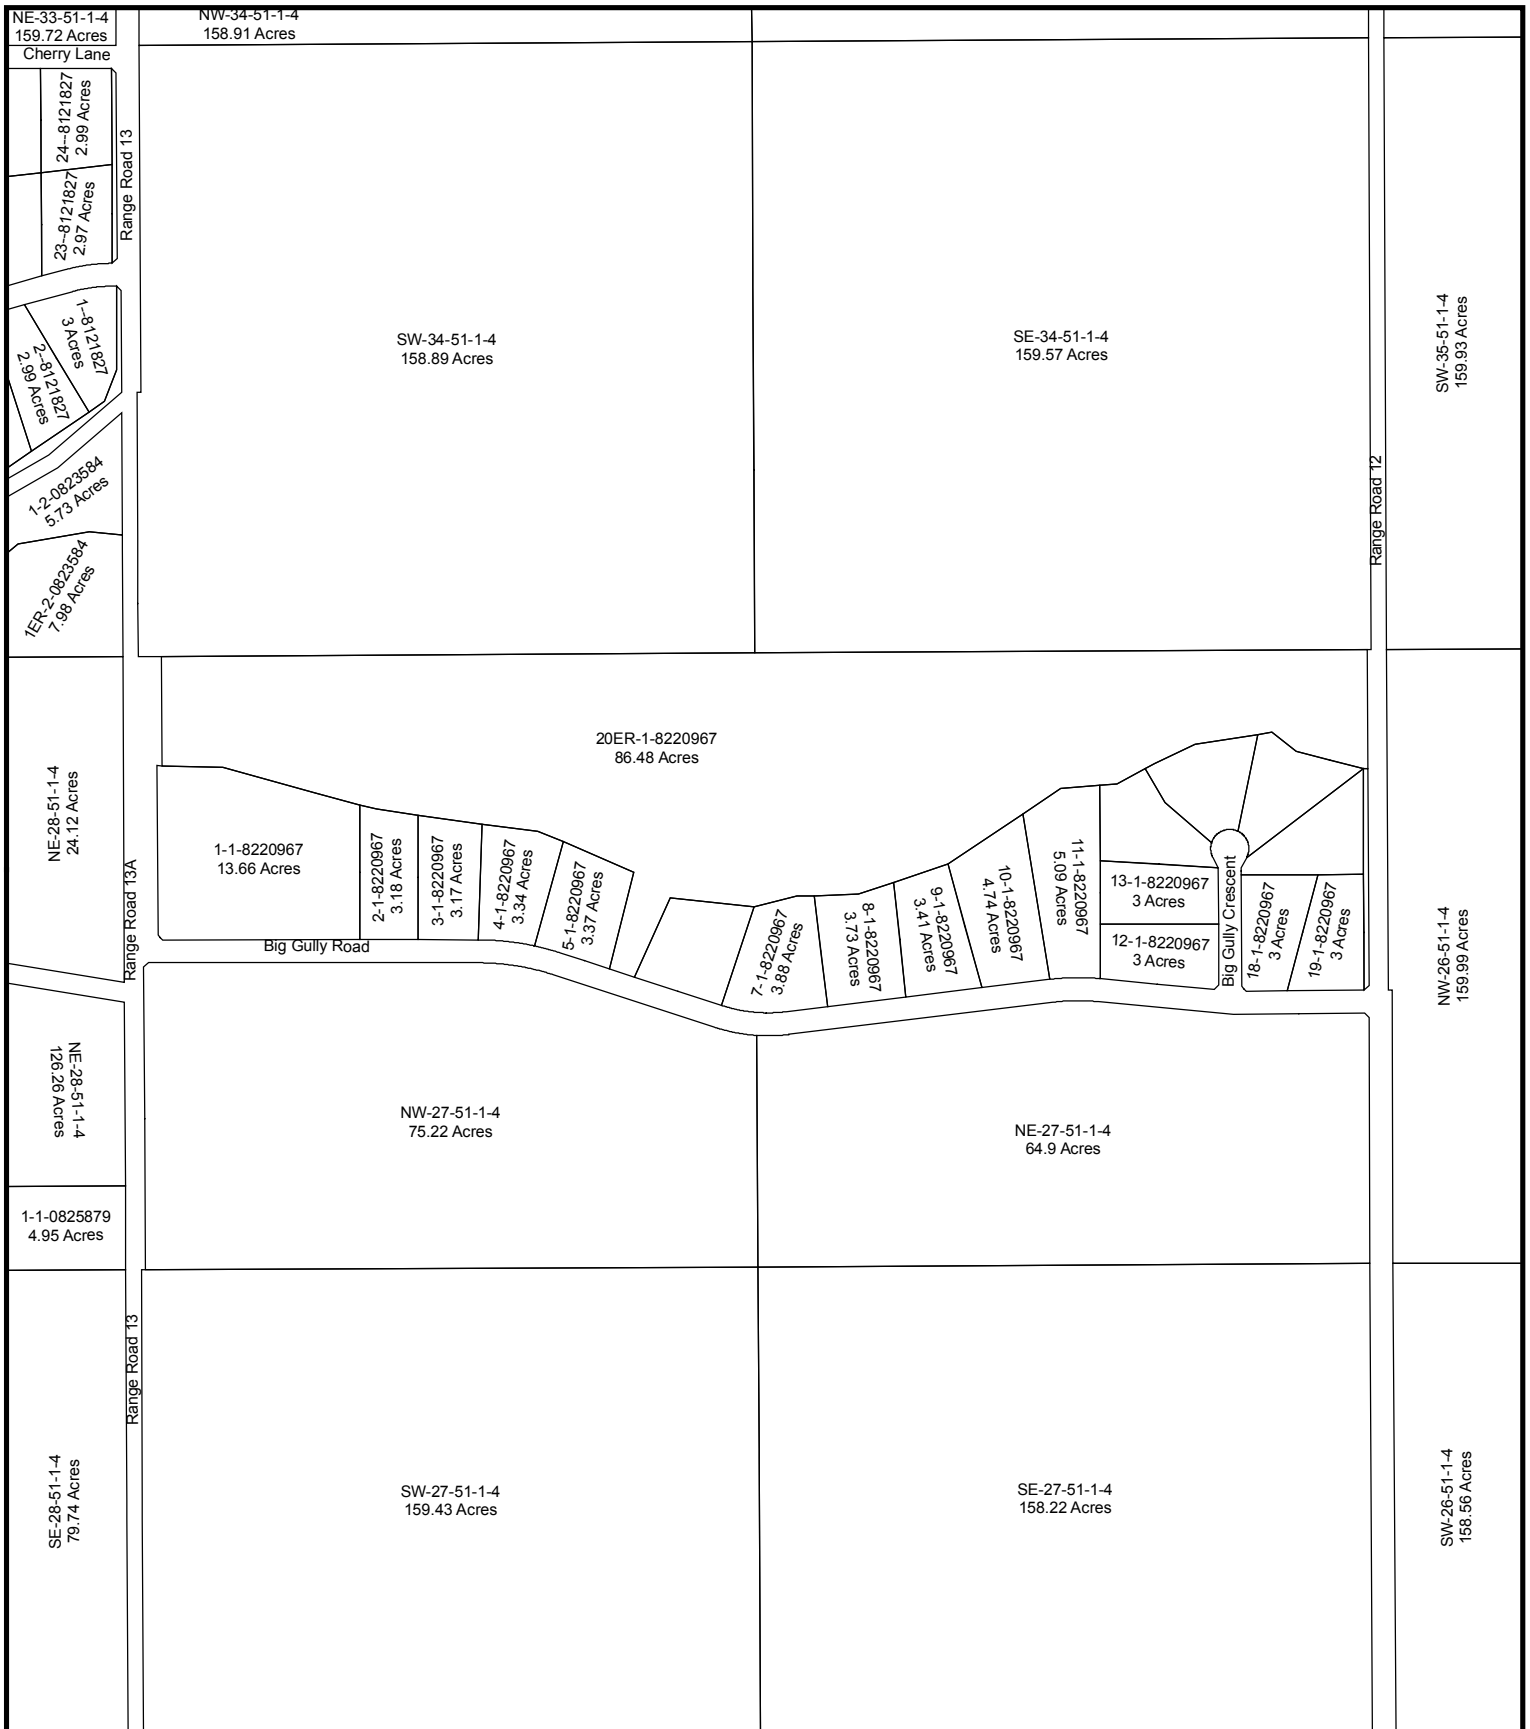 NE-33-51-1-4
159.72 Acres
NW-34-51-1-4
158.91 Acres
Cherry Lane
24--8121827
2.99 Acres
23--8121827
2.97 Acres
Range Road 13
1--8121827
3 Acres
2--8121827
2.99 Acres
SW-34-51-1-4
158.89 Acres
SE-34-51-1-4
159.57 Acres
SW-35-51-1-4
159.93 Acres
1-2-0823584
5.73 Acres
Range Road 12
1ER-2-0823584
7.98 Acres
20ER-1-8220967
86.48 Acres
NE-28-51-1-4
24.12 Acres
Range Road 13A
1-1-8220967
13.66 Acres
2-1-8220967
3.18 Acres
3-1-8220967
3.17 Acres
4-1-8220967
3.34 Acres
5-1-8220967
3.37 Acres
7-1-8220967
3.88 Acres
8-1-8220967
3.73 Acres
9-1-8220967
3.41 Acres
10-1-8220967
4.74 Acres
11-1-8220967
5.09 Acres
13-1-8220967
3 Acres
12-1-8220967
3 Acres
Big Gully Crescent
18-1-8220967
3 Acres
19-1-8220967
3 Acres
Big Gully Road
NW-26-51-1-4
159.99 Acres
NE-28-51-1-4
126.26 Acres
NW-27-51-1-4
75.22 Acres
NE-27-51-1-4
64.9 Acres
1-1-0825879
4.95 Acres
Range Road 13
SE-28-51-1-4
79.74 Acres
SW-27-51-1-4
159.43 Acres
SE-27-51-1-4
158.22 Acres
SW-26-51-1-4
158.56 Acres